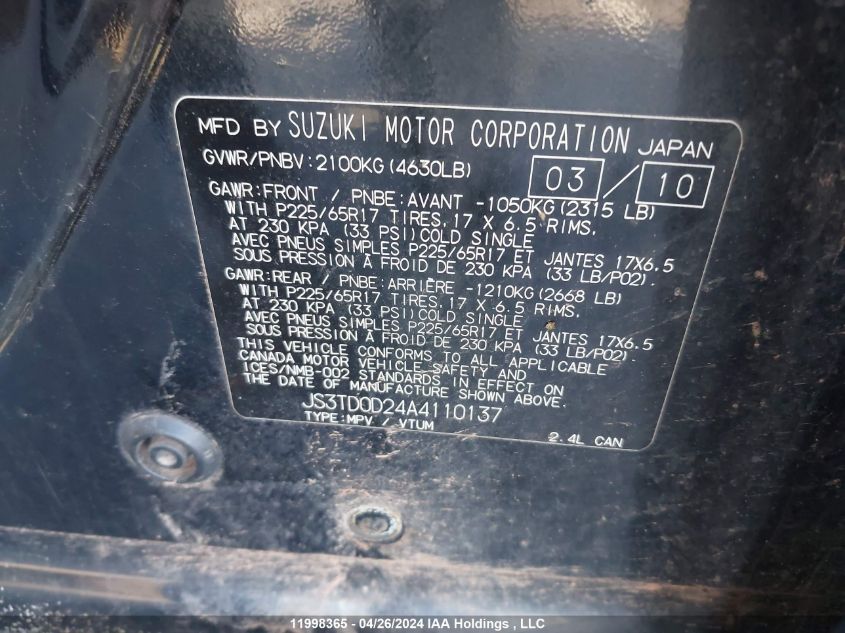 MFD BY SUZUKI MOTOR CORPORATION JAPAN
GVWR/PNBV:2100KG(4630LB) 03/10
GAWR:FRONT / PNBE:AVANT -1050KG(2315 LB)
WITH P225/65R17 TIRES,17 X 6.5 RIMS,
AT 230 KPA (33 PSI)COLD SINGLE
AVEC PNEUS SIMPLES P225/65R17 ET JANTES 17X6.5
SOUS PRESSION À FROID DE 230 KPA (33 LB/PO2).
GAWR:REAR / PNBE:ARRIÈRE -1210KG(2668 LB)
WITH P225/65R17 TIRES,17 X 6.5 RIMS,
AT 230 KPA (33 PSI)COLD SINGLE
AVEC PNEUS SIMPLES P225/65R17 ET JANTES 17X6.5
SOUS PRESSION À FROID DE 230 KPA (33 LB/PO2).
THIS VEHICLE CONFORMS TO ALL APPLICABLE
CANADA MOTOR VEHICLE SAFETY AND
ICES/NMB-002 STANDARDS IN EFFECT ON
THE DATE OF MANUFACTURE SHOWN ABOVE.
JS3TD0D24A4110137
TYPE:MPV / VTUM
2.4L CAN
11998365 - 04/26/2024 IAA Holdings , LLC